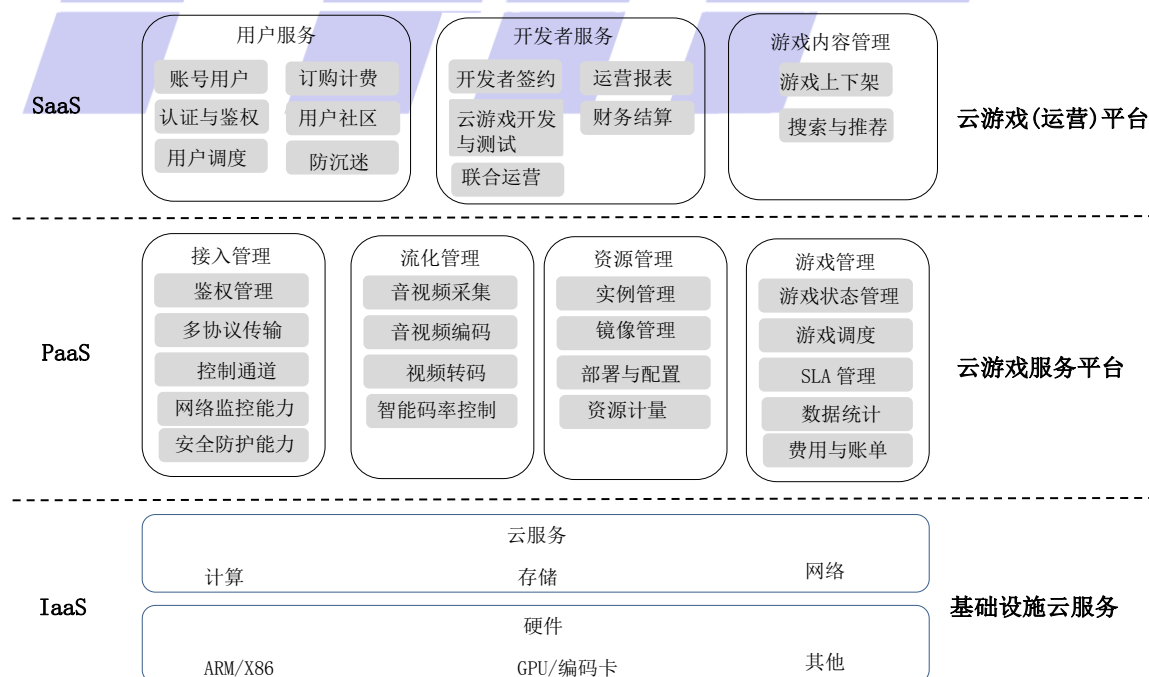 用户服务
账号用户
订购计费
认证与鉴权
用户社区
用户调度
防沉迷
开发者服务
开发者签约
运营报表
云游戏开发
与测试
财务结算
联合运营
游戏内容管理
游戏上下架
搜索与推荐
SaaS
云游戏(运营)平台
接入管理
鉴权管理
多协议传输
控制通道
网络监控能力
安全防护能力
流化管理
音视频采集
音视频编码
视频转码
智能码率控制
资源管理
实例管理
镜像管理
部署与配置
资源计量
游戏管理
游戏状态管理
游戏调度
SLA 管理
数据统计
费用与账单
PaaS
云游戏服务平台
云服务
计算
存储
网络
IaaS
基础设施云服务
硬件
ARM/X86
GPU/编码卡
其他